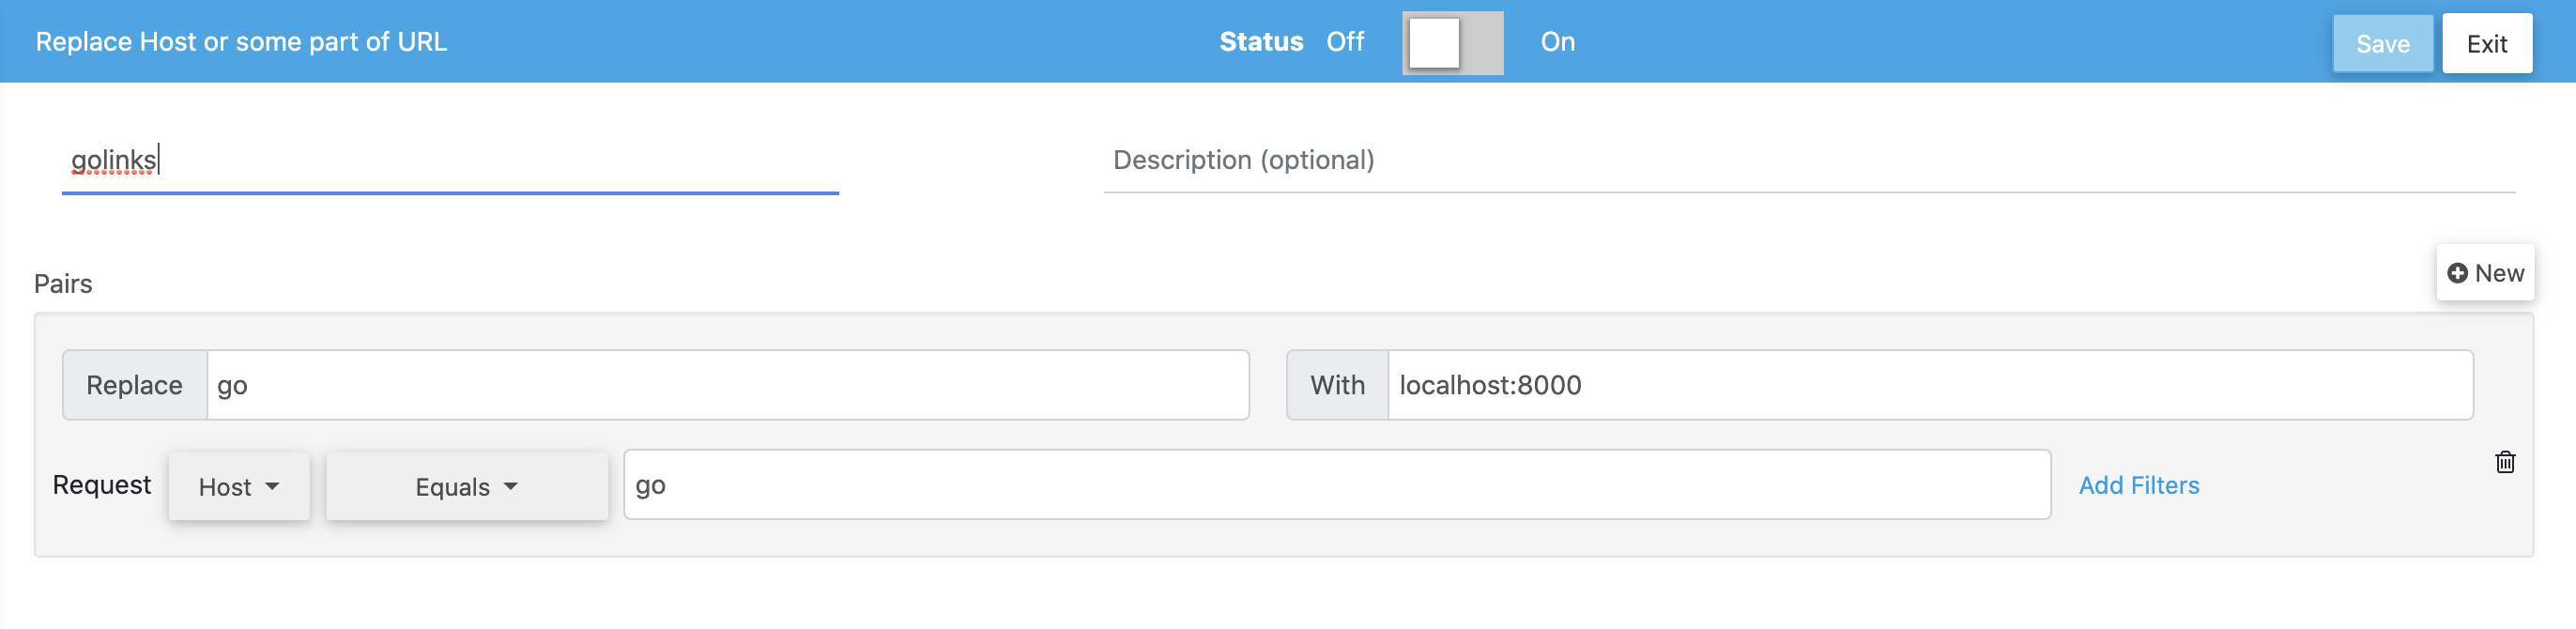 Replace Host or some part of URL
Status Off On
Save Exit
golinks
Description (optional)
Pairs
New
Replace go
With localhost:8000
Request Host Equals go Add Filters